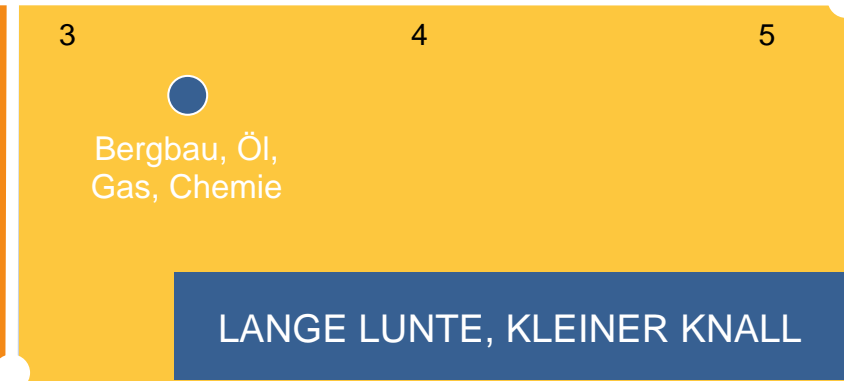 3 4 5
Bergbau, Öl,
Gas, Chemie
LANGE LUNTE, KLEINER KNALL